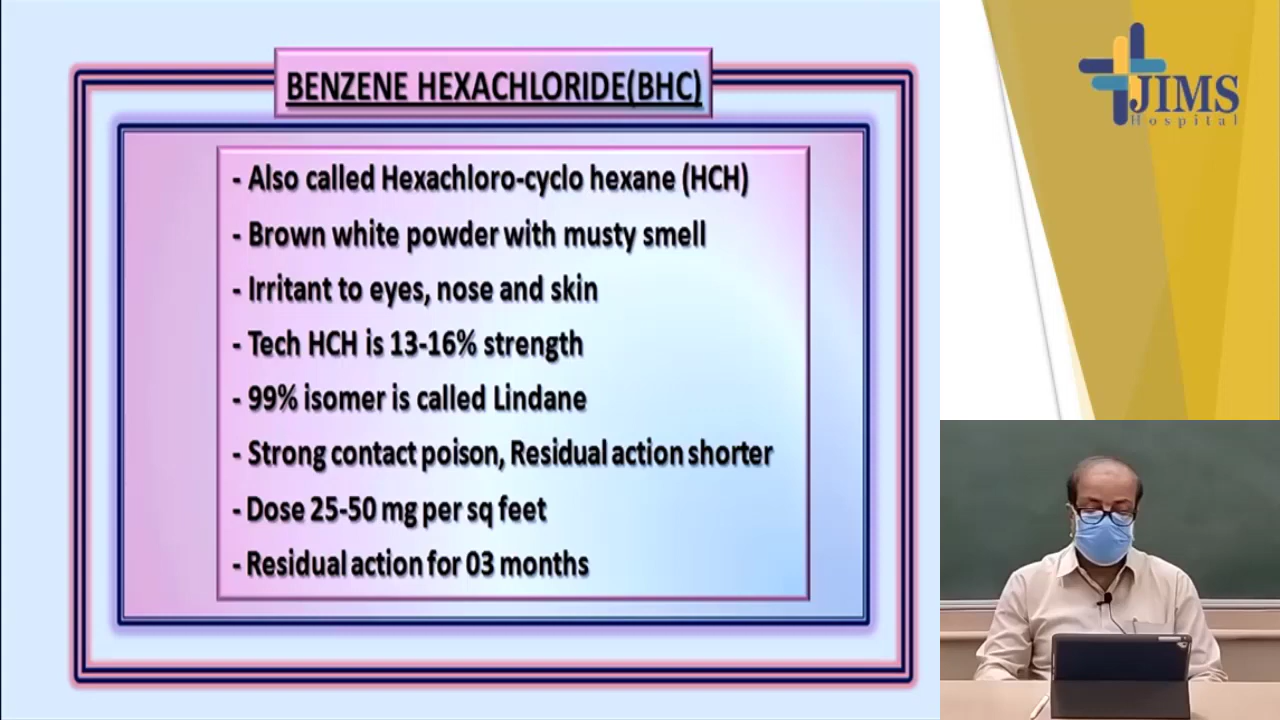 BENZENE HEXACHLORIDE(BHC)
- Also called Hexachloro-cyclo hexane (HCH)
- Brown white powder with musty smell
- Irritant to eyes, nose and skin
- Tech HCH is 13-16% strength
- 99% isomer is called Lindane
- Strong contact poison, Residual action shorter
- Dose 25-50 mg per sq feet
- Residual action for 03 months
JIMS
Hospital